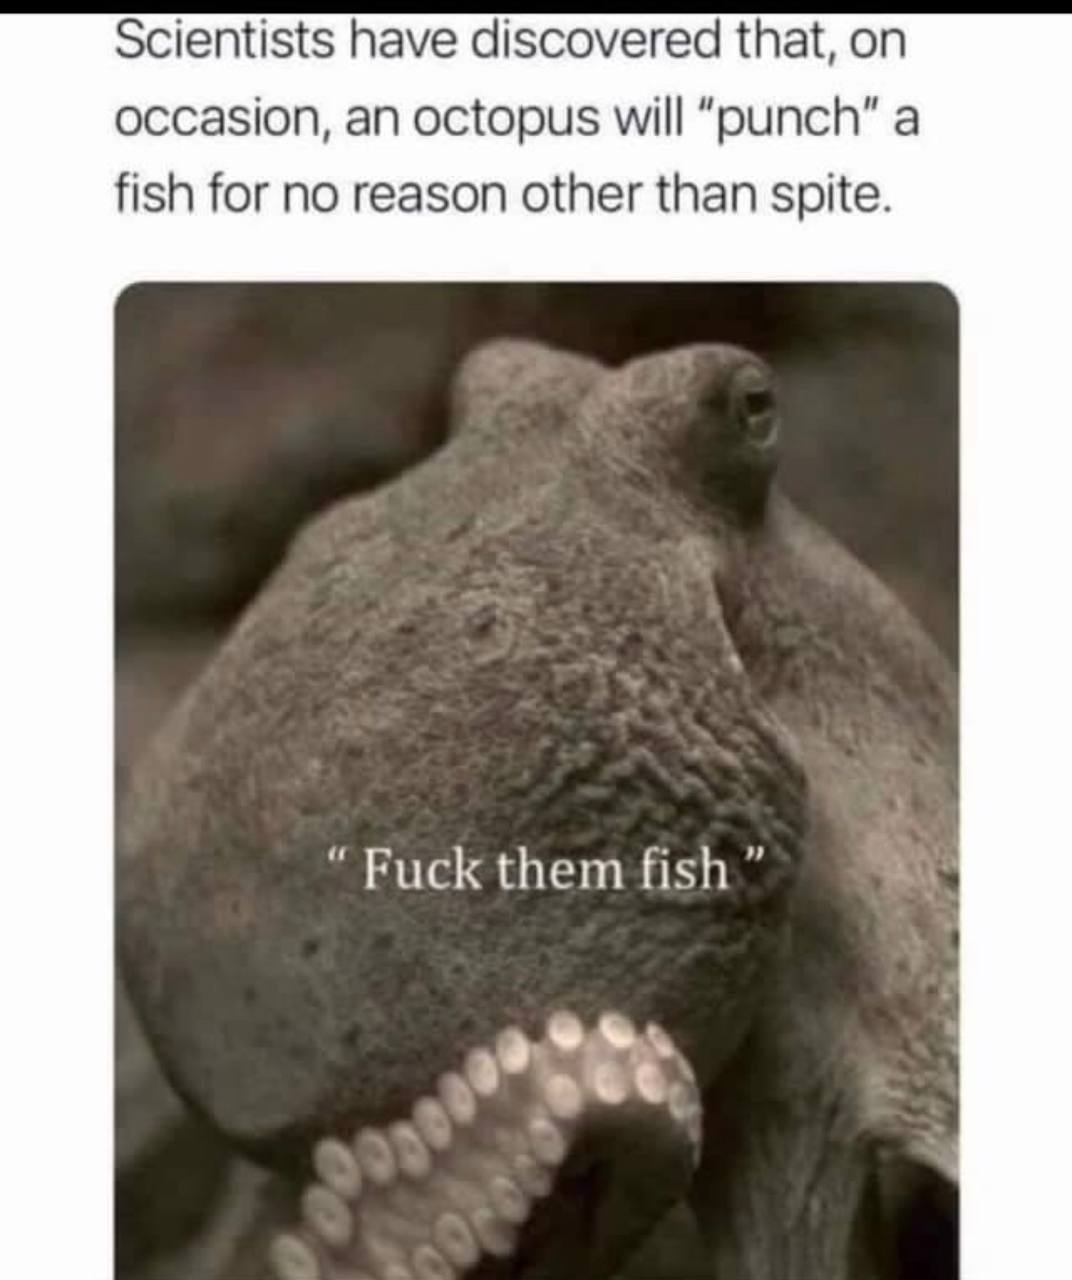 Scientists have discovered that, on
occasion, an octopus will "punch" a
fish for no reason other than spite.
“ Fuck them fish ”